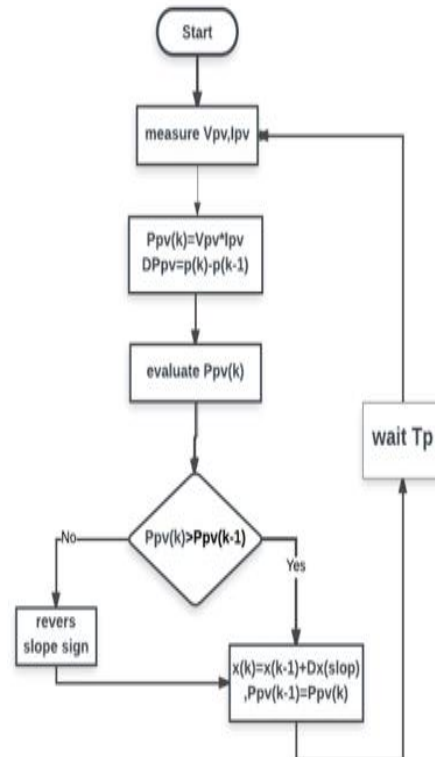 Start
measure Vpv,Ipv
Ppv(k)=Vpv*Ipv
DPpv=p(k)-p(k-1)
evaluate Ppv(k)
wait Tp
Ppv(k)>Ppv(k-1)
No
Yes
revers
slope sign
x(k)=x(k-1)+Dx(slop)
,Ppv(k-1)=Ppv(k)